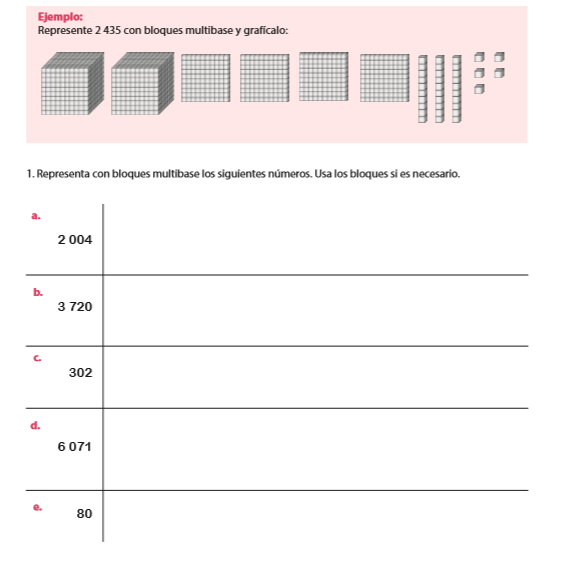 Ejemplo:
Represente 2 435 con bloques multibase y grafícalo:
1. Representa con bloques multibase los siguientes números. Usa los bloques si es necesario.
a.
2 004
b.
3 720
c.
302
d.
6 071
e.
80